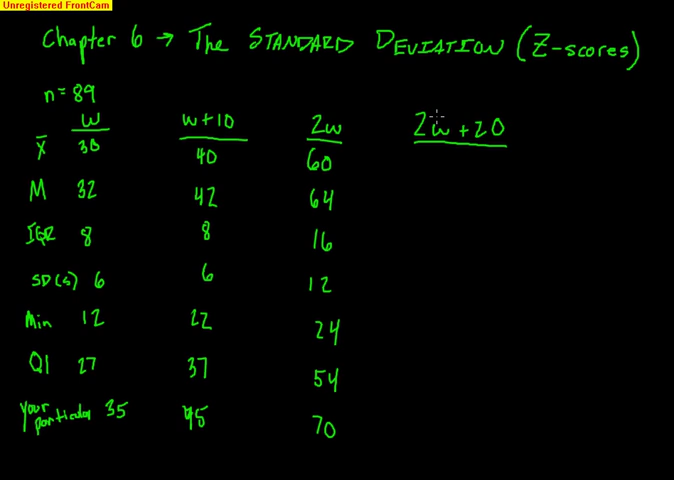 Unregistered FrontCam
Chapter 6 → The STANDARD DEVIATION (Z-scores)
n = 89
W W+10 2W 2W +20
x̄ 30 40 60
M 32 42 64
IQR 8 8 16
SD(s) 6 6 12
Min 12 22 24
Q1 27 37 54
your particular 35 45 70